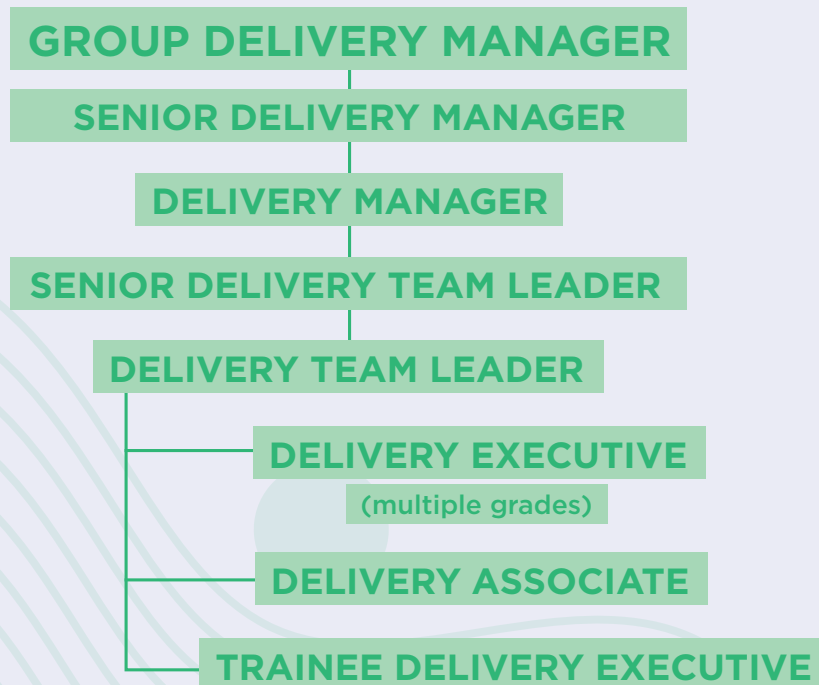 GROUP DELIVERY MANAGER
SENIOR DELIVERY MANAGER
DELIVERY MANAGER
SENIOR DELIVERY TEAM LEADER
DELIVERY TEAM LEADER
DELIVERY EXECUTIVE
(multiple grades)
DELIVERY ASSOCIATE
TRAINEE DELIVERY EXECUTIVE